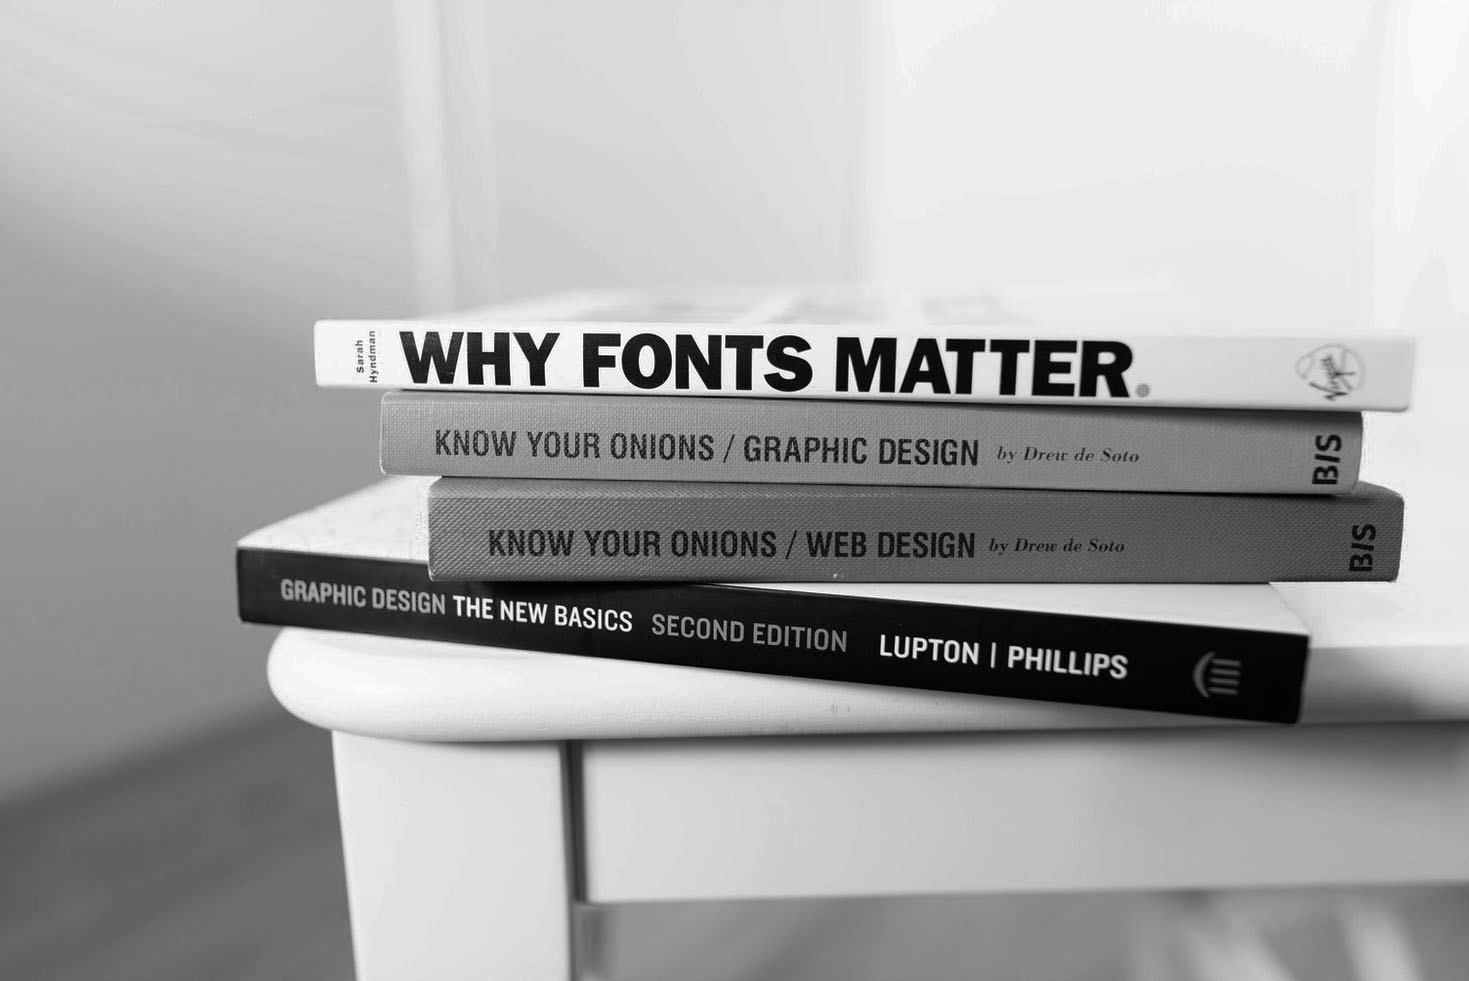 Sarah
Hyndman
WHY FONTS MATTER.
Virgin
KNOW YOUR ONIONS / GRAPHIC DESIGN by Drew de Soto BIS
KNOW YOUR ONIONS / WEB DESIGN by Drew de Soto BIS
GRAPHIC DESIGN THE NEW BASICS SECOND EDITION LUPTON | PHILLIPS